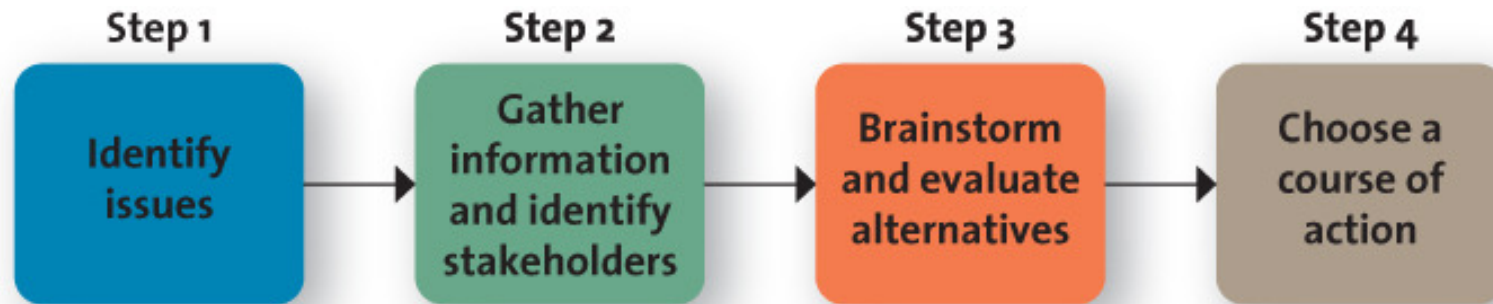 Step 1
Identify
issues
Step 2
Gather
information
and identify
stakeholders
Step 3
Brainstorm
and evaluate
alternatives
Step 4
Choose a
course of
action